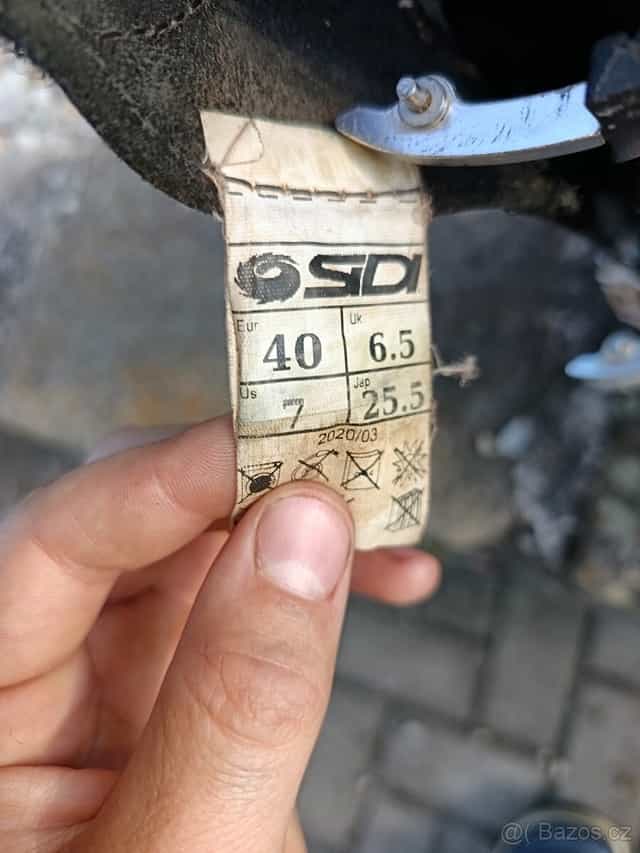 SIDI
Eur 40 Uk 6.5
Us 7 Jap 25.5
2020/03
@( Bazos.cz